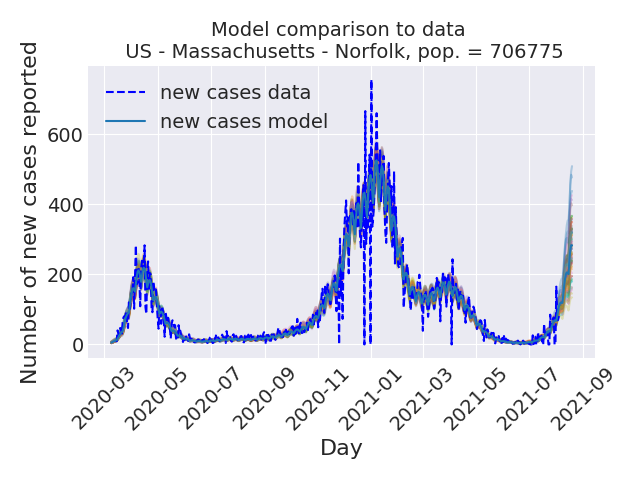 Model comparison to data
US - Massachusetts - Norfolk, pop. = 706775
Number of new cases reported
new cases data
new cases model
600
400
200
0
2020-03
2020-05
2020-07
2020-09
2020-11
2021-01
2021-03
2021-05
2021-07
2021-09
Day